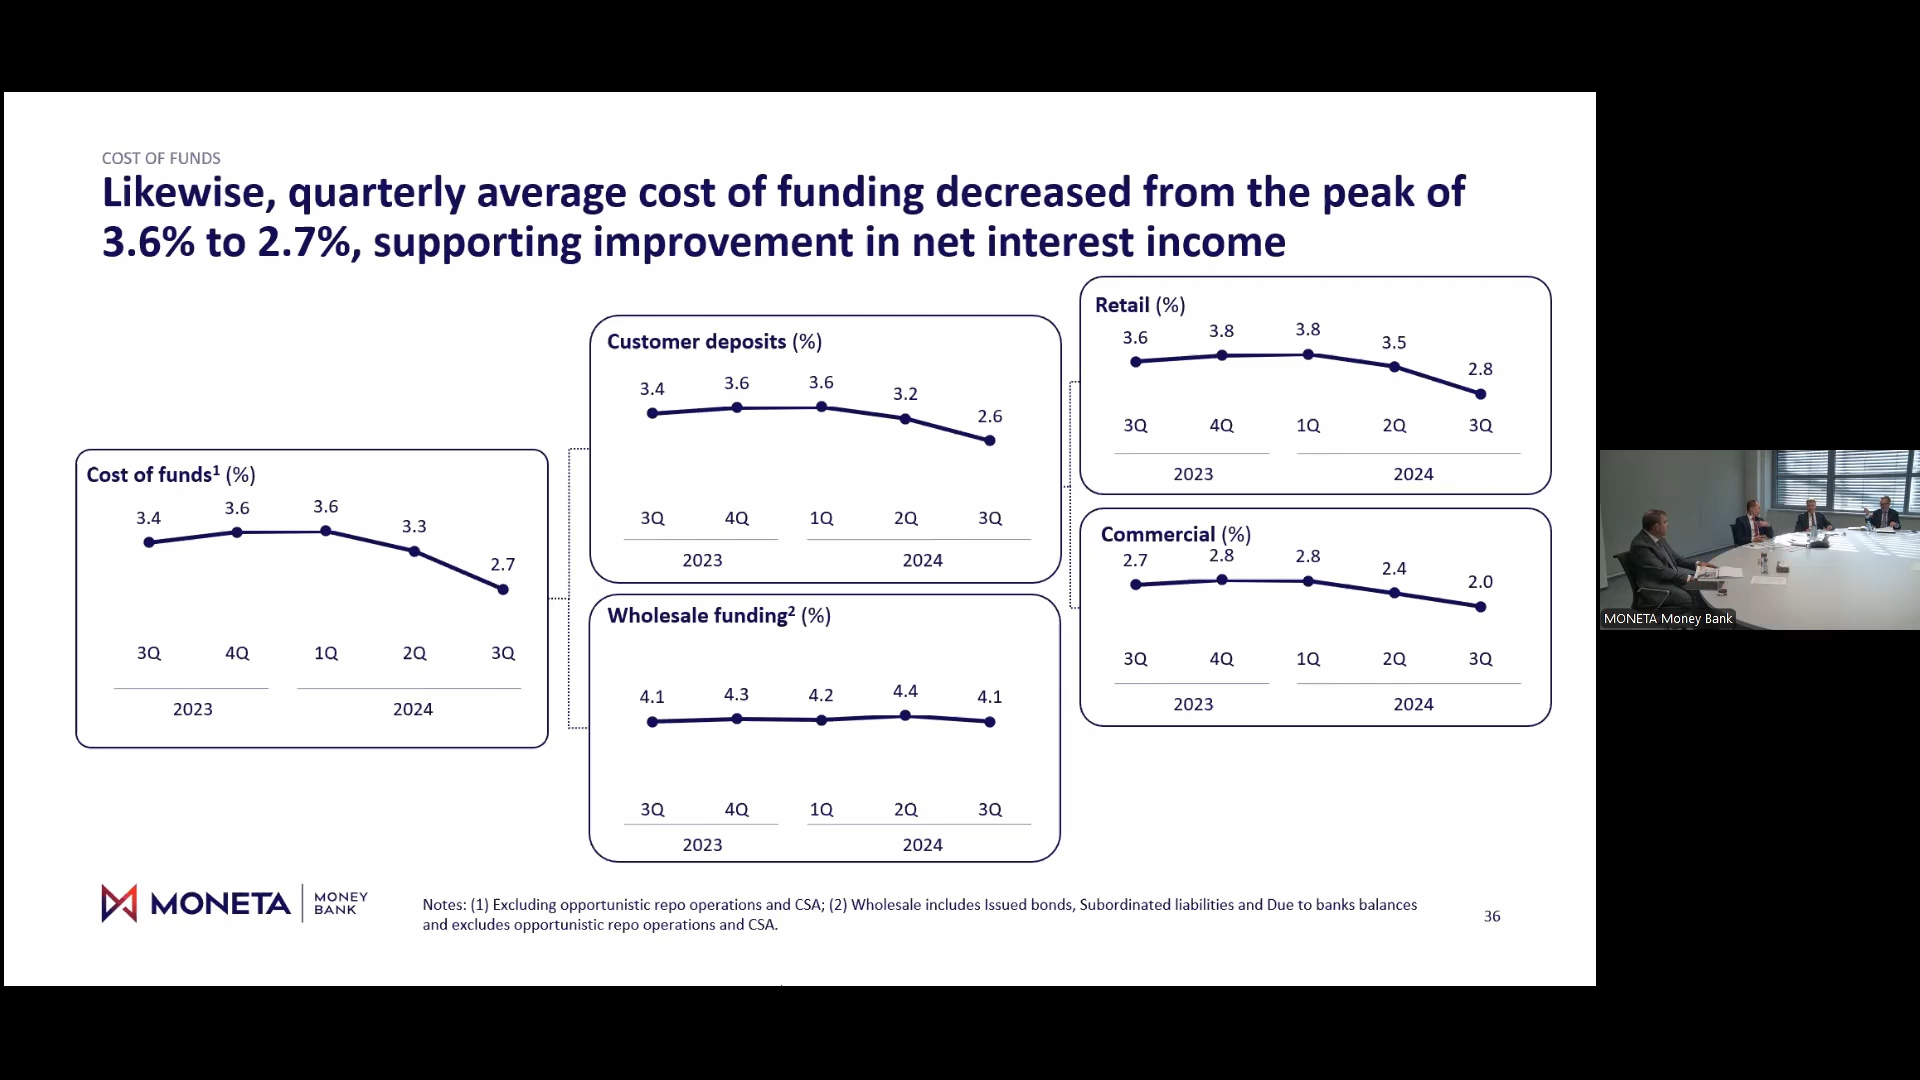 COST OF FUNDS
Likewise, quarterly average cost of funding decreased from the peak of
3.6% to 2.7%, supporting improvement in net interest income
Cost of funds¹ (%)
3.4 3.6 3.6 3.3 2.7
3Q 4Q 1Q 2Q 3Q
2023 2024
Customer deposits (%)
3.4 3.6 3.6 3.2 2.6
3Q 4Q 1Q 2Q 3Q
2023 2024
Wholesale funding² (%)
4.1 4.3 4.2 4.4 4.1
3Q 4Q 1Q 2Q 3Q
2023 2024
Retail (%)
3.6 3.8 3.8 3.5 2.8
3Q 4Q 1Q 2Q 3Q
2023 2024
Commercial (%)
2.7 2.8 2.8 2.4 2.0
3Q 4Q 1Q 2Q 3Q
2023 2024
MONETA MONEY
BANK
Notes: (1) Excluding opportunistic repo operations and CSA; (2) Wholesale includes Issued bonds, Subordinated liabilities and Due to banks balances
and excludes opportunistic repo operations and CSA.
36
MONETA Money Bank